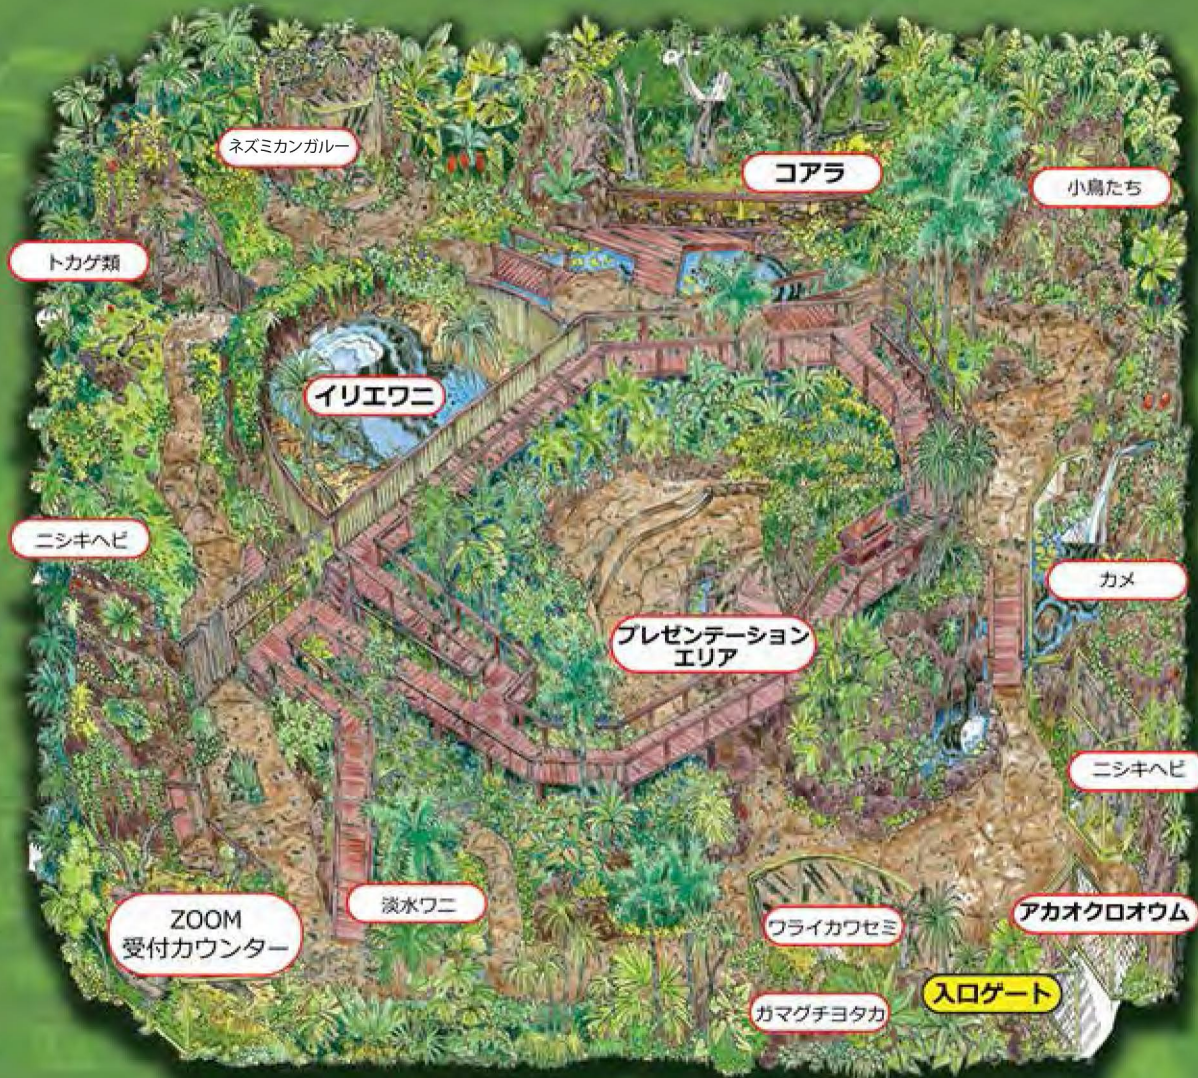 ネズミカンガルー
コアラ
小鳥たち
トカゲ類
イリエワニ
ニシキヘビ
カメ
プレゼンテーション
エリア
ニシキヘビ
ZOOM
受付カウンター
淡水ワニ
ワライカワセミ
アカオクロオウム
入口ゲート
ガマグチヨタカ